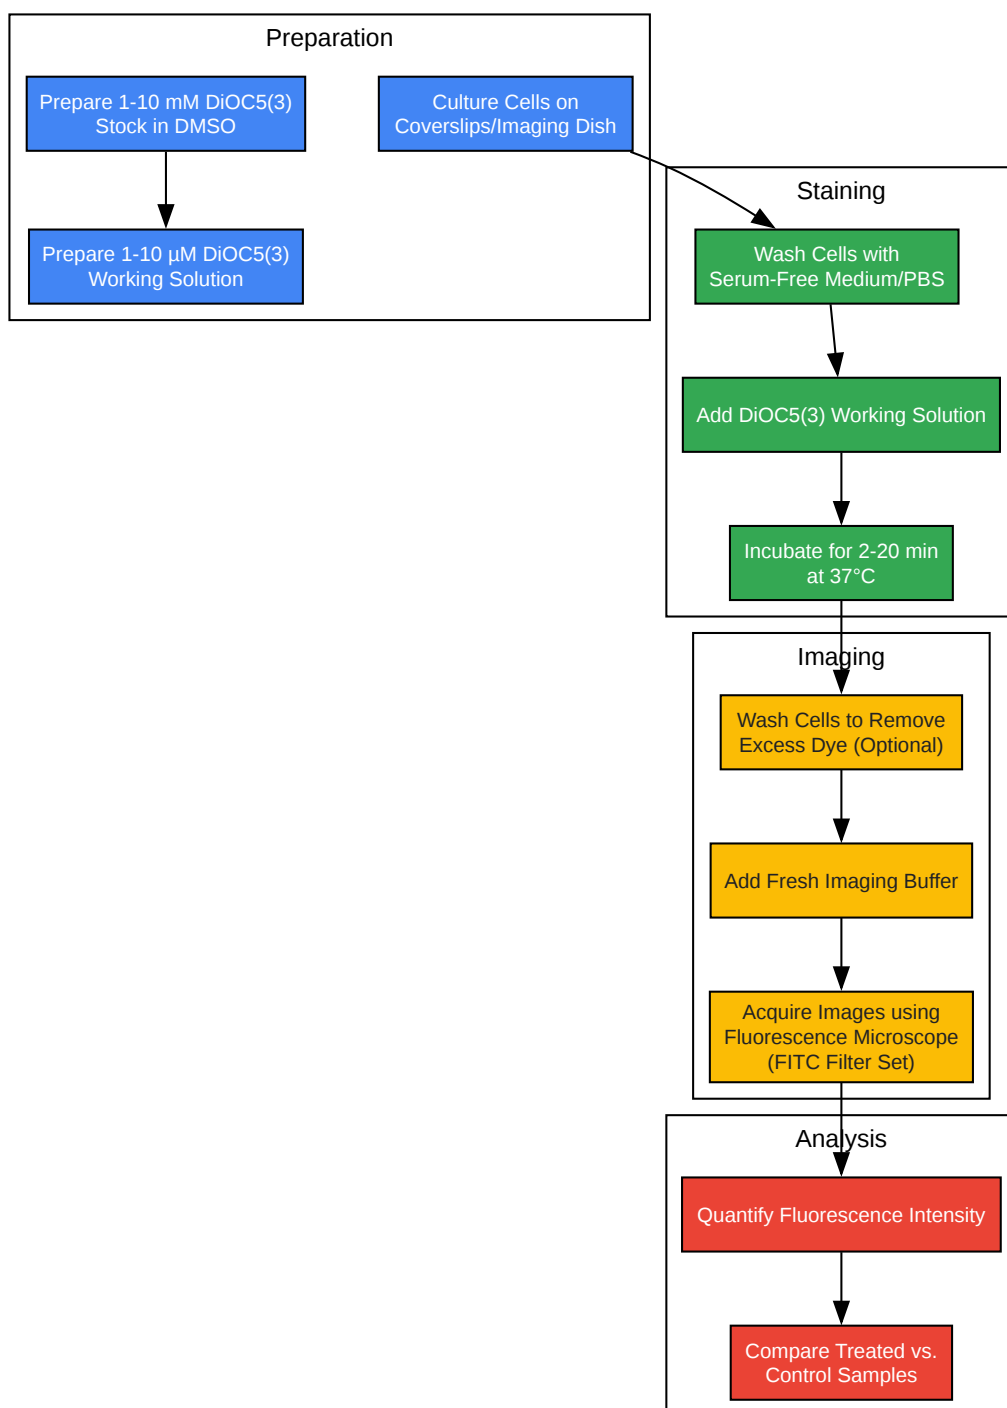 Preparation
Prepare 1-10 mM DiOC5(3)
Stock in DMSO
Culture Cells on
Coverslips/Imaging Dish
Prepare 1-10 µM DiOC5(3)
Working Solution
Staining
Wash Cells with
Serum-Free Medium/PBS
Add DiOC5(3) Working Solution
Incubate for 2-20 min
at 37°C
Imaging
Wash Cells to Remove
Excess Dye (Optional)
Add Fresh Imaging Buffer
Acquire Images using
Fluorescence Microscope
(FITC Filter Set)
Analysis
Quantify Fluorescence Intensity
Compare Treated vs.
Control Samples